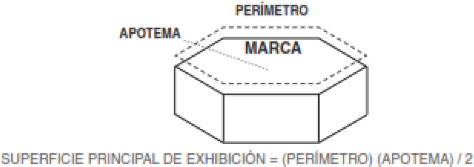 PERÍMETRO
APOTEMA
MARCA
SUPERFICIE PRINCIPAL DE EXHIBICIÓN = (PERÍMETRO) (APOTEMA) / 2